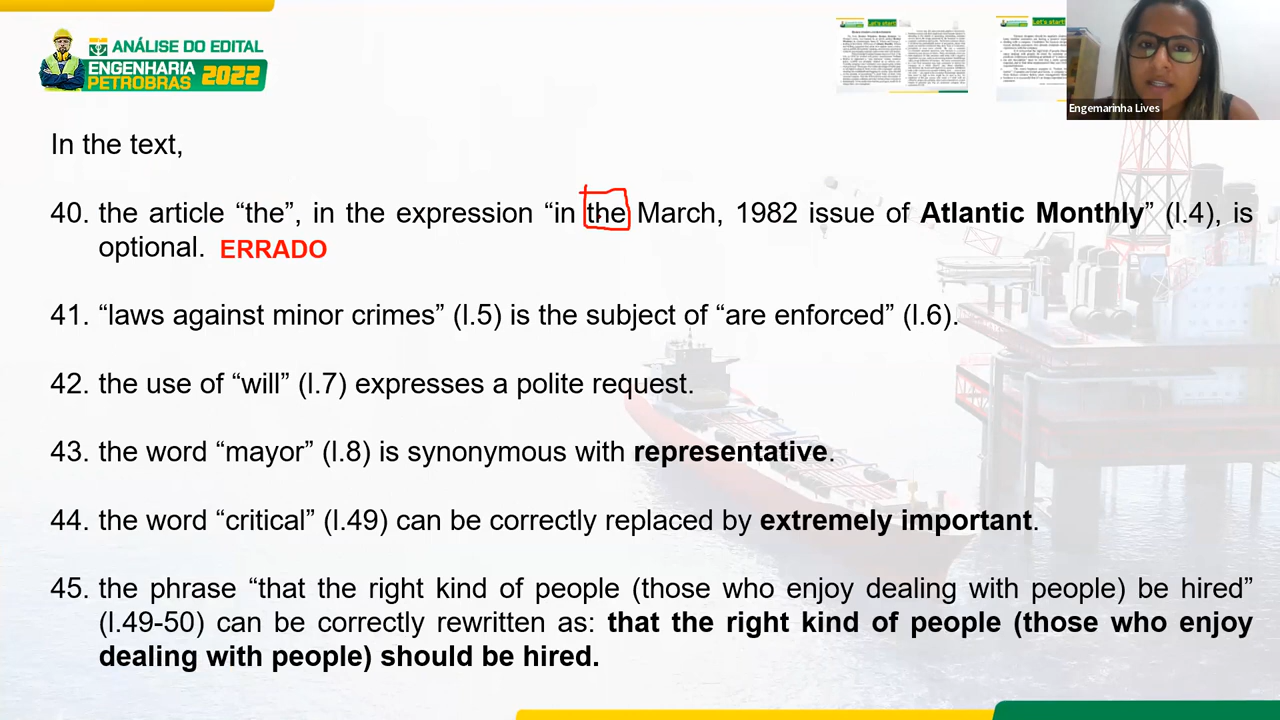 ANÁLISE DO EDITAL
ENGENHARIA
PETROBRAS 2022
Let's start!
Let's start!
Engemarinha Lives
In the text,
40. the article “the”, in the expression “in the March, 1982 issue of Atlantic Monthly” (l.4), is
optional. ERRADO
41. “laws against minor crimes” (l.5) is the subject of “are enforced” (l.6).
42. the use of “will” (l.7) expresses a polite request.
43. the word “mayor” (l.8) is synonymous with representative.
44. the word “critical” (l.49) can be correctly replaced by extremely important.
45. the phrase “that the right kind of people (those who enjoy dealing with people) be hired”
(l.49-50) can be correctly rewritten as: that the right kind of people (those who enjoy
dealing with people) should be hired.